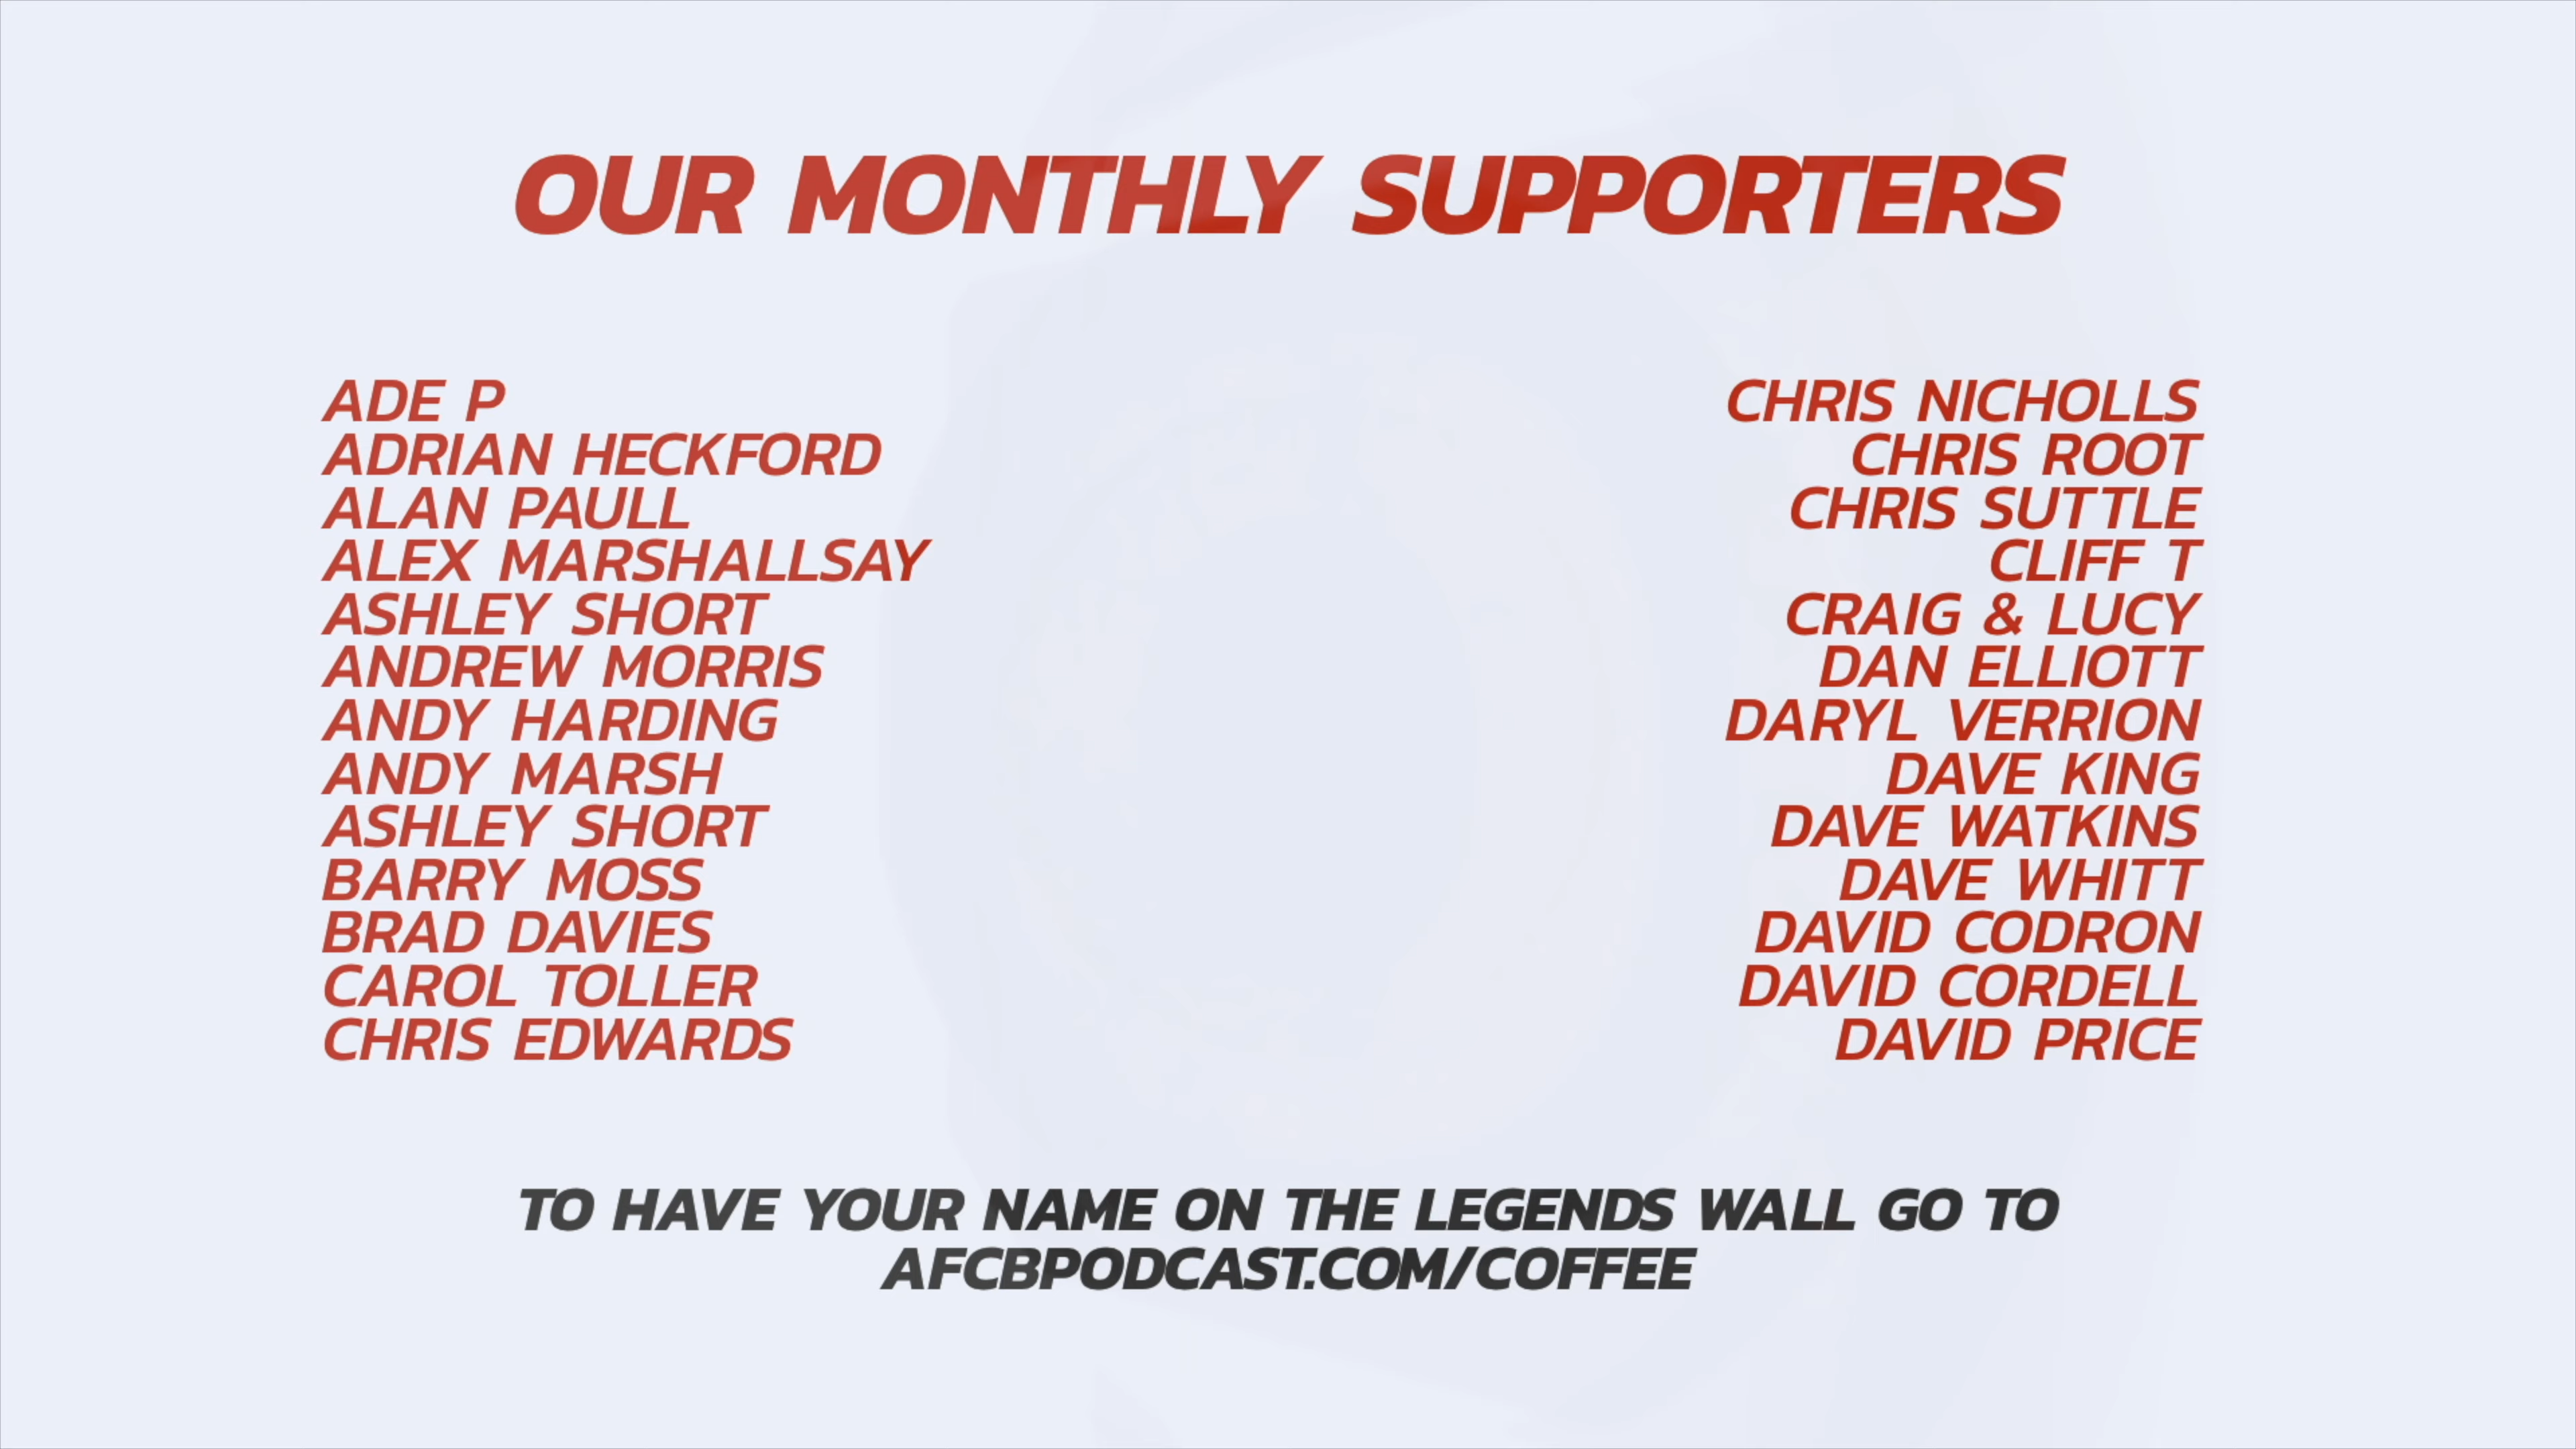 OUR MONTHLY SUPPORTERS
ADE P
ADRIAN HECKFORD
ALAN PAULL
ALEX MARSHALLSAY
ASHLEY SHORT
ANDREW MORRIS
ANDY HARDING
ANDY MARSH
ASHLEY SHORT
BARRY MOSS
BRAD DAVIES
CAROL TOLLER
CHRIS EDWARDS
CHRIS NICHOLLS
CHRIS ROOT
CHRIS SUTTLE
CLIFF T
CRAIG & LUCY
DAN ELLIOTT
DARYL VERRION
DAVE KING
DAVE WATKINS
DAVE WHITT
DAVID CODRON
DAVID CORDELL
DAVID PRICE
TO HAVE YOUR NAME ON THE LEGENDS WALL GO TO
AFCBPODCAST.COM/COFFEE